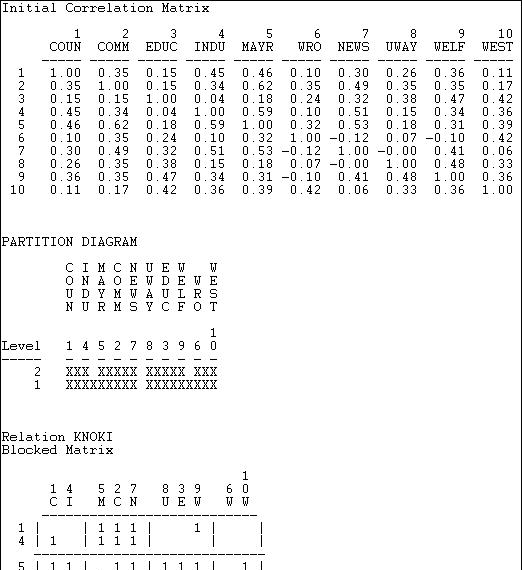 Initial Correlation Matrix
1 2 3 4 5 6 7 8 9 10
COUN COMM EDUC INDU MAYR WRO NEWS UWAY WELF WEST
----- ----- ----- ----- ----- ----- ----- ----- ----- -----
1 1.00 0.35 0.15 0.45 0.46 0.10 0.30 0.26 0.36 0.11
2 0.35 1.00 0.15 0.34 0.62 0.35 0.49 0.35 0.35 0.17
3 0.15 0.15 1.00 0.04 0.18 0.24 0.32 0.38 0.47 0.42
4 0.45 0.34 0.04 1.00 0.59 0.10 0.51 0.15 0.34 0.36
5 0.46 0.62 0.18 0.59 1.00 0.32 0.53 0.18 0.31 0.39
6 0.10 0.35 0.24 0.10 0.32 1.00 -0.12 0.07 -0.10 0.42
7 0.30 0.49 0.32 0.51 0.53 -0.12 1.00 -0.00 0.41 0.06
8 0.26 0.35 0.38 0.15 0.18 0.07 -0.00 1.00 0.48 0.33
9 0.36 0.35 0.47 0.34 0.31 -0.10 0.41 0.48 1.00 0.36
10 0.11 0.17 0.42 0.36 0.39 0.42 0.06 0.33 0.36 1.00
PARTITION DIAGRAM
C I M C N U E W   W
O N A O E W D E W E
U D Y M W A U L R S
N U R M S Y C F O T
1
Level 1 4 5 2 7 8 3 9 6 0
----- - - - - - - - - - -
2 XXX XXXXX XXXXX XXX
1 XXXXXXXXX XXXXXXXXX
Relation KNOKI
Blocked Matrix
1
1 4 5 2 7 8 3 9 6 0
C I M C N U E W W W
1 | | 1 1 1 | 1 | |
4 | 1 | 1 1 1 | | |